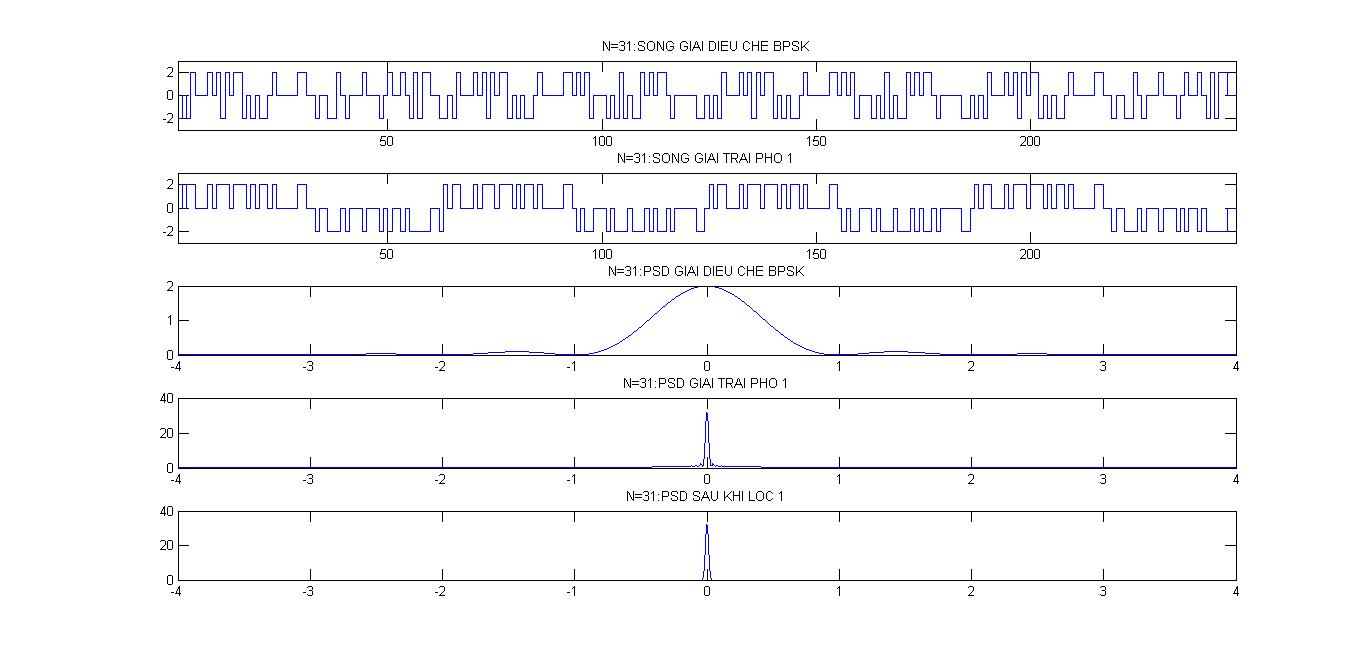 N=31:SONG GIAI DIEU CHE BPSK
2
0
-2
50 100 150 200
N=31:SONG GIAI TRAI PHO 1
2
0
-2
50 100 150 200
N=31:PSD GIAI DIEU CHE BPSK
2
1
0
-4 -3 -2 -1 0 1 2 3 4
N=31:PSD GIAI TRAI PHO 1
40
20
0
-4 -3 -2 -1 0 1 2 3 4
N=31:PSD SAU KHI LOC 1
40
20
0
-4 -3 -2 -1 0 1 2 3 4